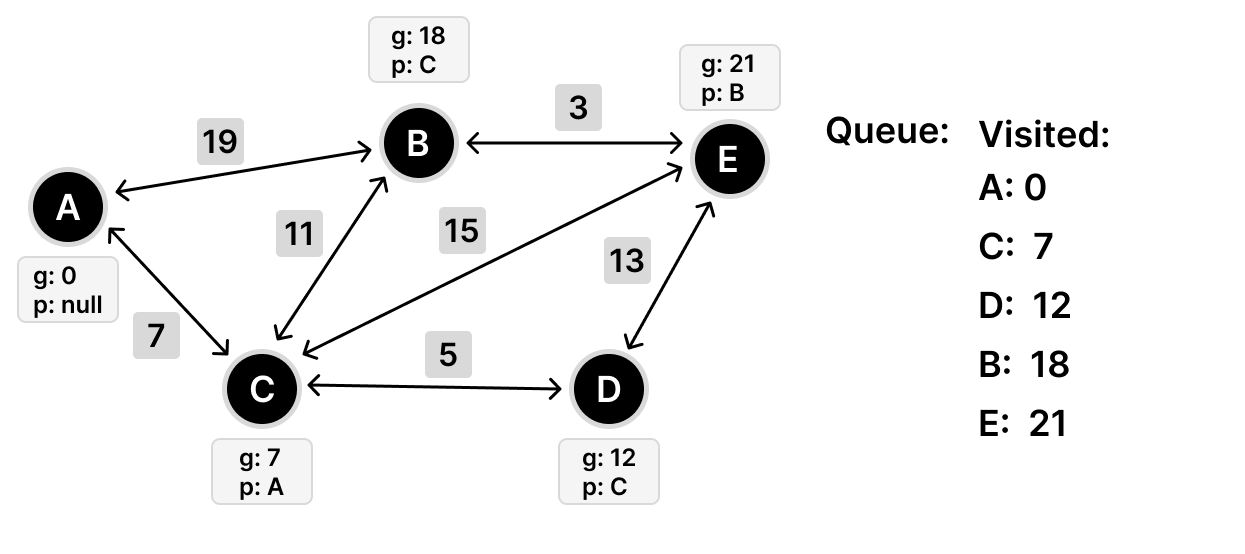 g: 18
p: C
g: 21
p: B
3
19
B
E
A
11
15
13
g: 0
p: null
7
5
C
D
g: 7
p: A
g: 12
p: C
Queue:
Visited:
A: 0
C: 7
D: 12
B: 18
E: 21